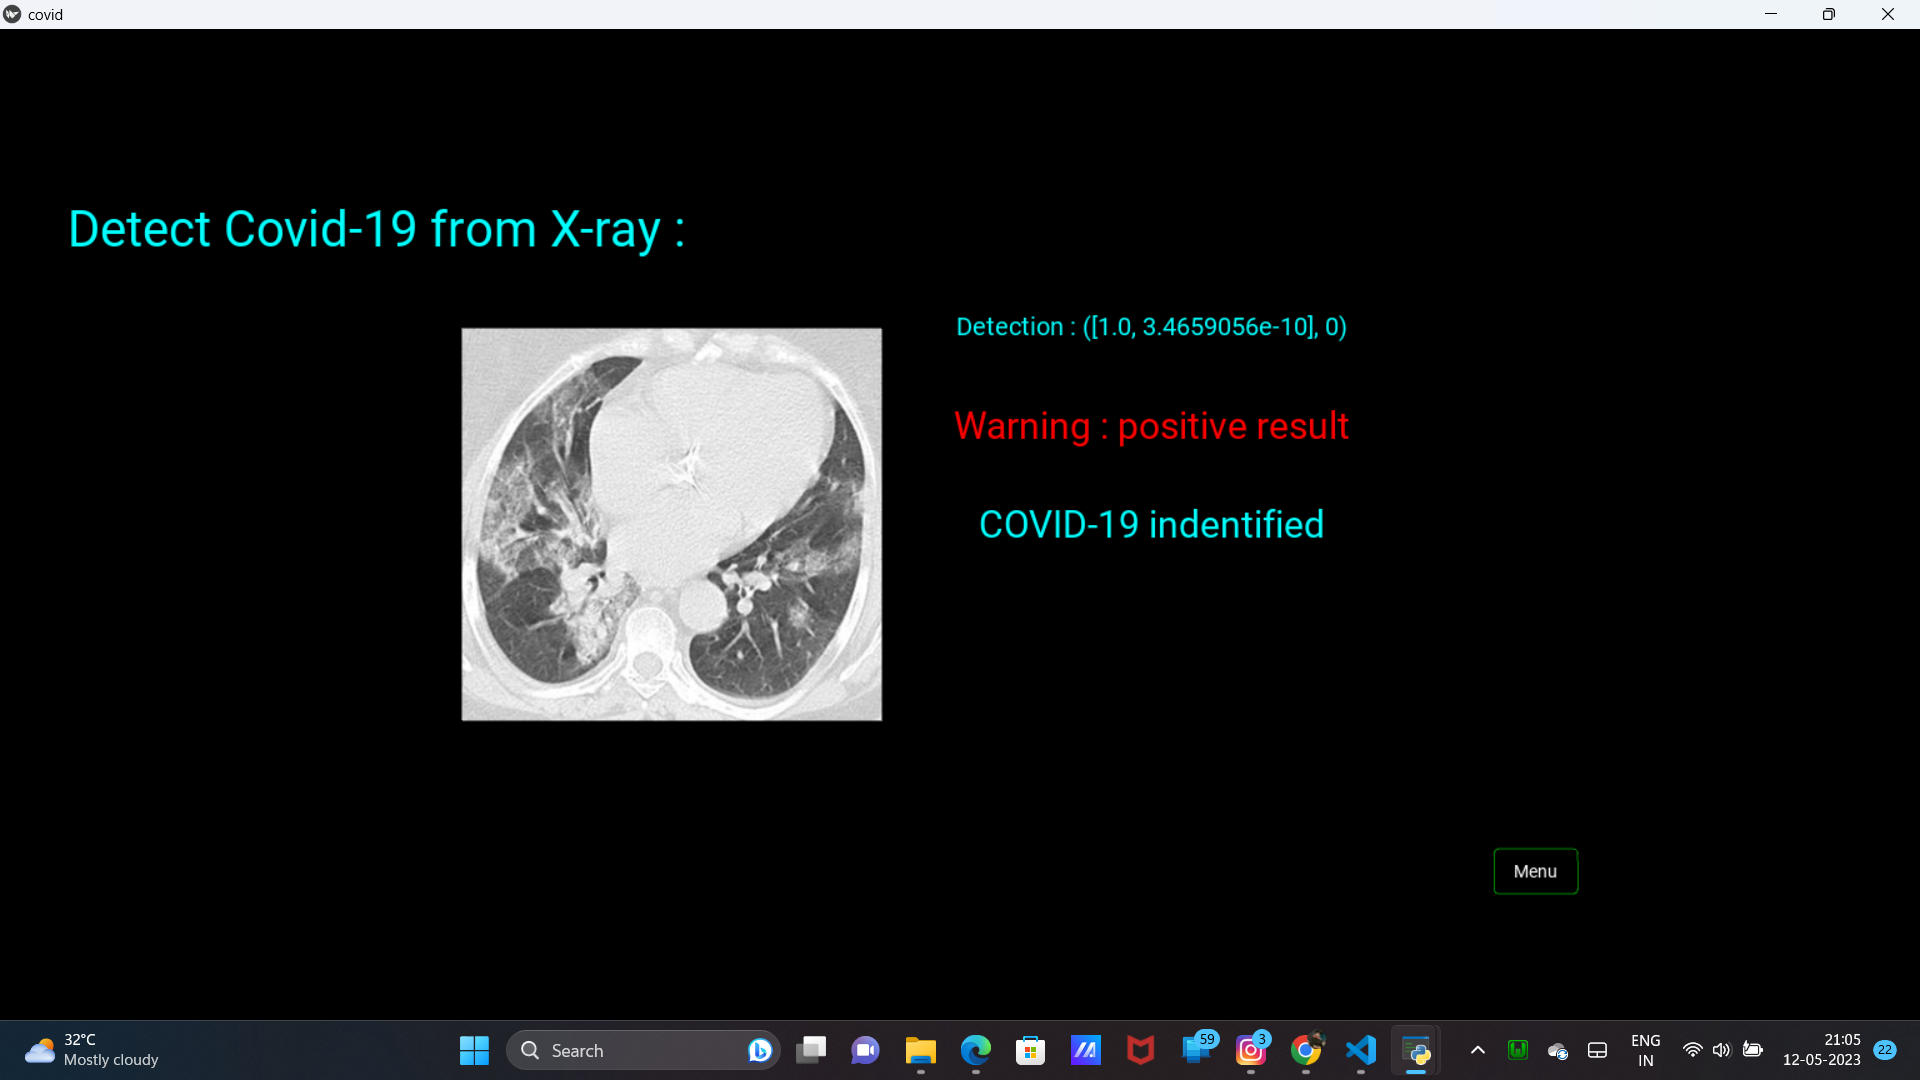 covid
Detect Covid-19 from X-ray :
Detection : ([1.0, 3.4659056e-10], 0)
Warning : positive result
COVID-19 indentified
Menu
32°C
Mostly cloudy
Search
59
3
ENG
IN
21:05
12-05-2023
22